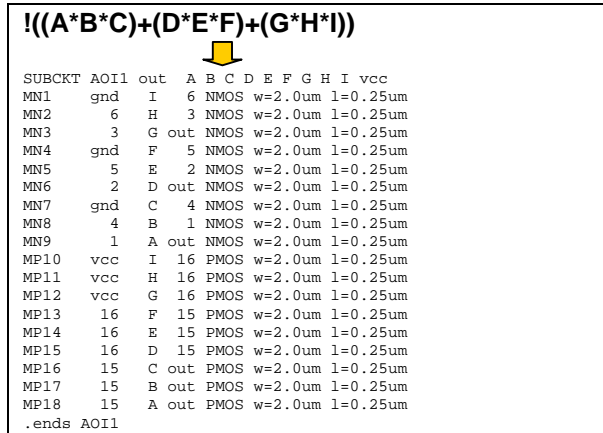 !((A*B*C)+(D*E*F)+(G*H*I))
SUBCKT AOI1 out A B C D E F G H I vcc
MN1 gnd I 6 NMOS w=2.0um l=0.25um
MN2 6 H 3 NMOS w=2.0um l=0.25um
MN3 3 G out NMOS w=2.0um l=0.25um
MN4 gnd F 5 NMOS w=2.0um l=0.25um
MN5 5 E 2 NMOS w=2.0um l=0.25um
MN6 2 D out NMOS w=2.0um l=0.25um
MN7 gnd C 4 NMOS w=2.0um l=0.25um
MN8 4 B 1 NMOS w=2.0um l=0.25um
MN9 1 A out NMOS w=2.0um l=0.25um
MP10 vcc I 16 PMOS w=2.0um l=0.25um
MP11 vcc H 16 PMOS w=2.0um l=0.25um
MP12 vcc G 16 PMOS w=2.0um l=0.25um
MP13 16 F 15 PMOS w=2.0um l=0.25um
MP14 16 E 15 PMOS w=2.0um l=0.25um
MP15 16 D 15 PMOS w=2.0um l=0.25um
MP16 15 C out PMOS w=2.0um l=0.25um
MP17 15 B out PMOS w=2.0um l=0.25um
MP18 15 A out PMOS w=2.0um l=0.25um
.ends AOI1